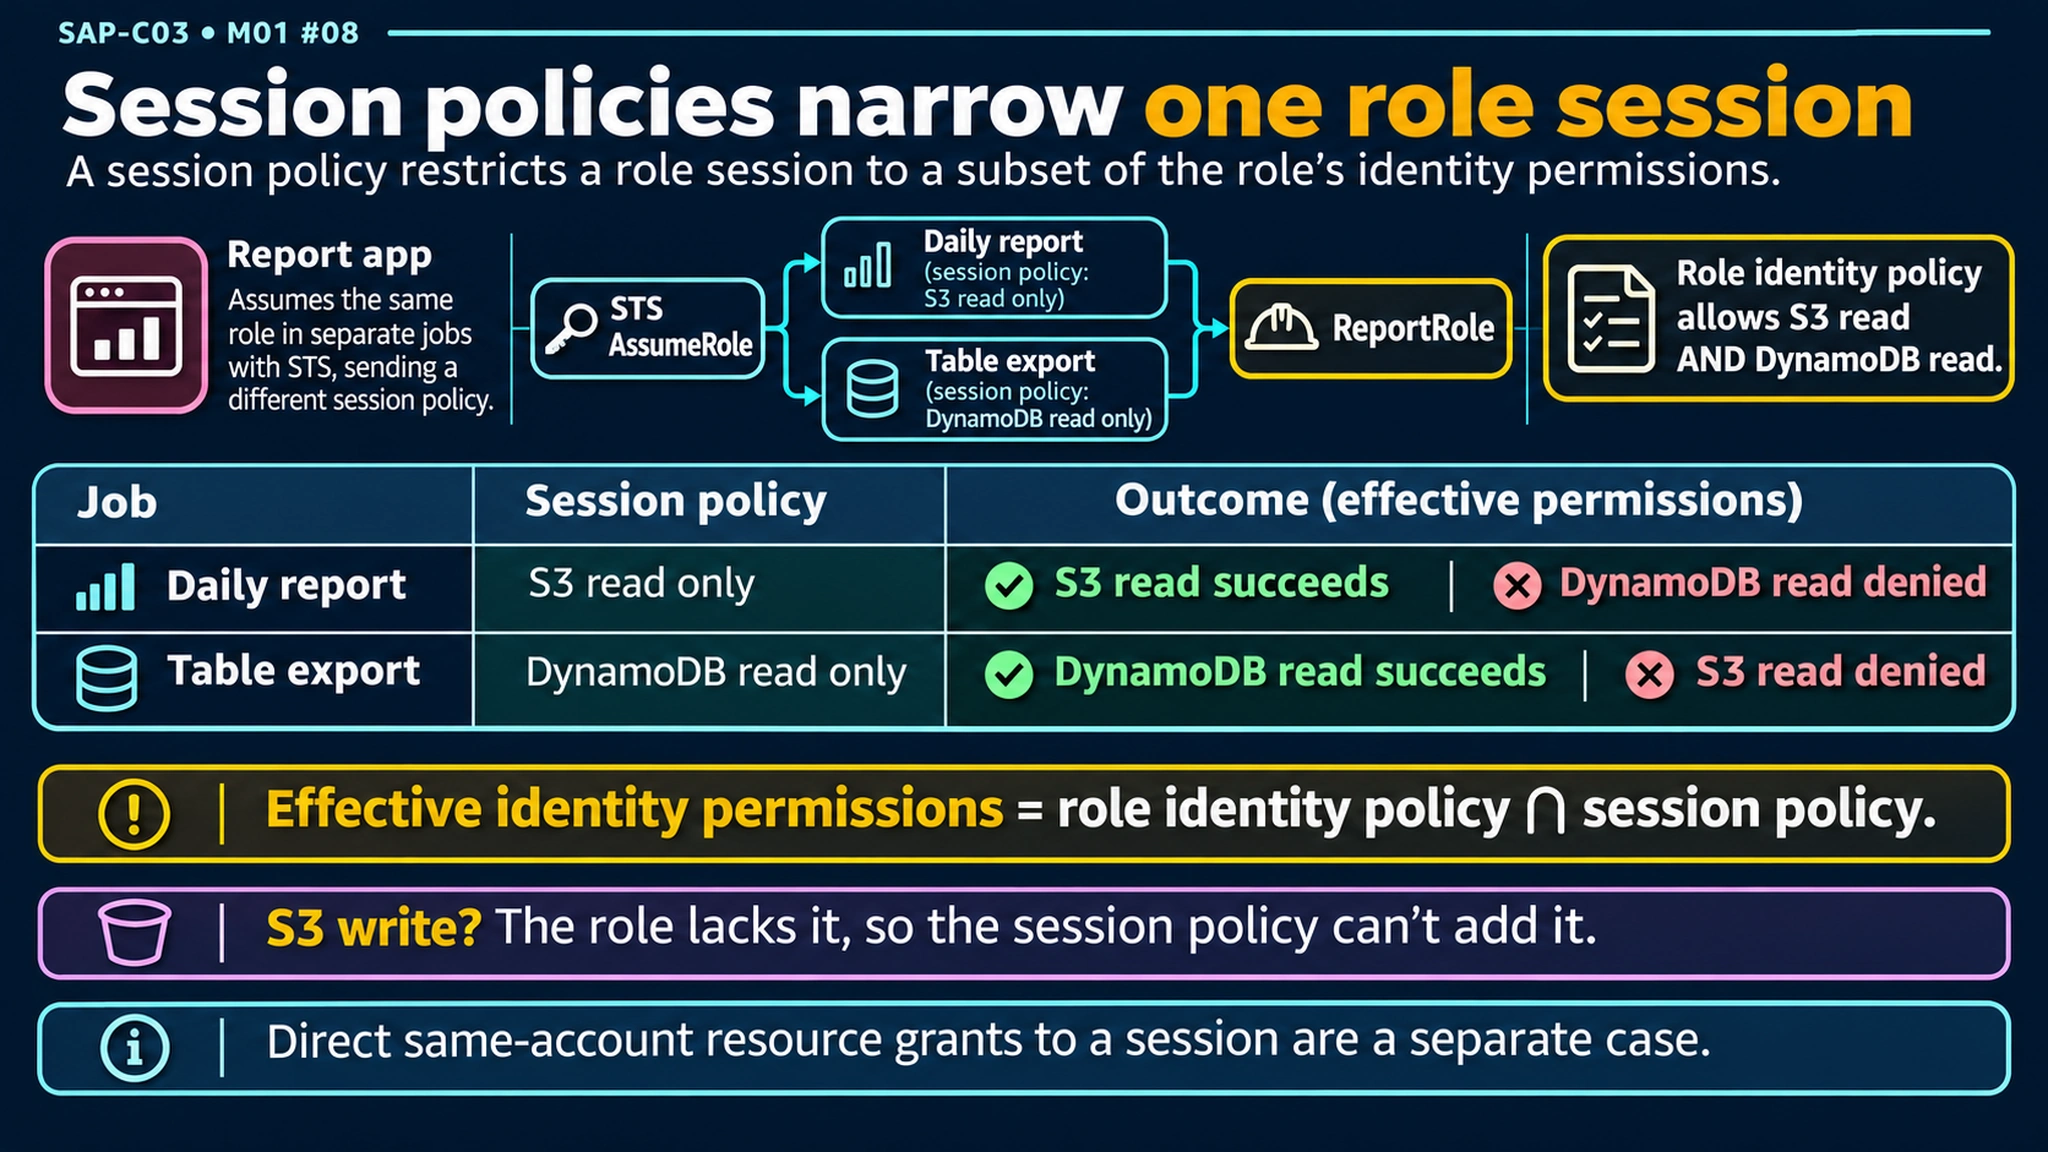 SAP-C03 • M01 #08
Session policies narrow one role session
A session policy restricts a role session to a subset of the role's identity permissions.
Report app
Assumes the same
role in separate jobs
with STS, sending a
different session policy.
STS
AssumeRole
Daily report
(session policy:
S3 read only)
Table export
(session policy:
DynamoDB read only)
ReportRole
Role identity policy
allows S3 read
AND DynamoDB read.
Job
Session policy
Outcome (effective permissions)
Daily report
S3 read only
S3 read succeeds | DynamoDB read denied
Table export
DynamoDB read only
DynamoDB read succeeds | S3 read denied
Effective identity permissions = role identity policy ∩ session policy.
S3 write? The role lacks it, so the session policy can't add it.
Direct same-account resource grants to a session are a separate case.